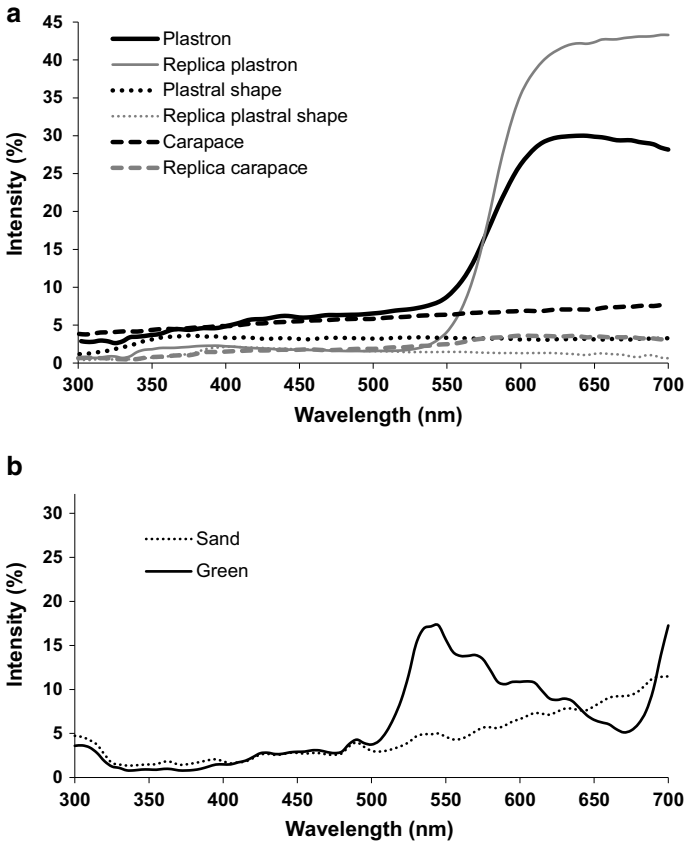 a
45
40
35
30
25
20
15
10
5
0
Intensity (%)
Plastron
Replica plastron
Plastral shape
Replica plastral shape
Carapace
Replica carapace
300 350 400 450 500 550 600 650 700
Wavelength (nm)
b
30
25
20
15
10
5
0
Intensity (%)
Sand
Green
300 350 400 450 500 550 600 650 700
Wavelength (nm)